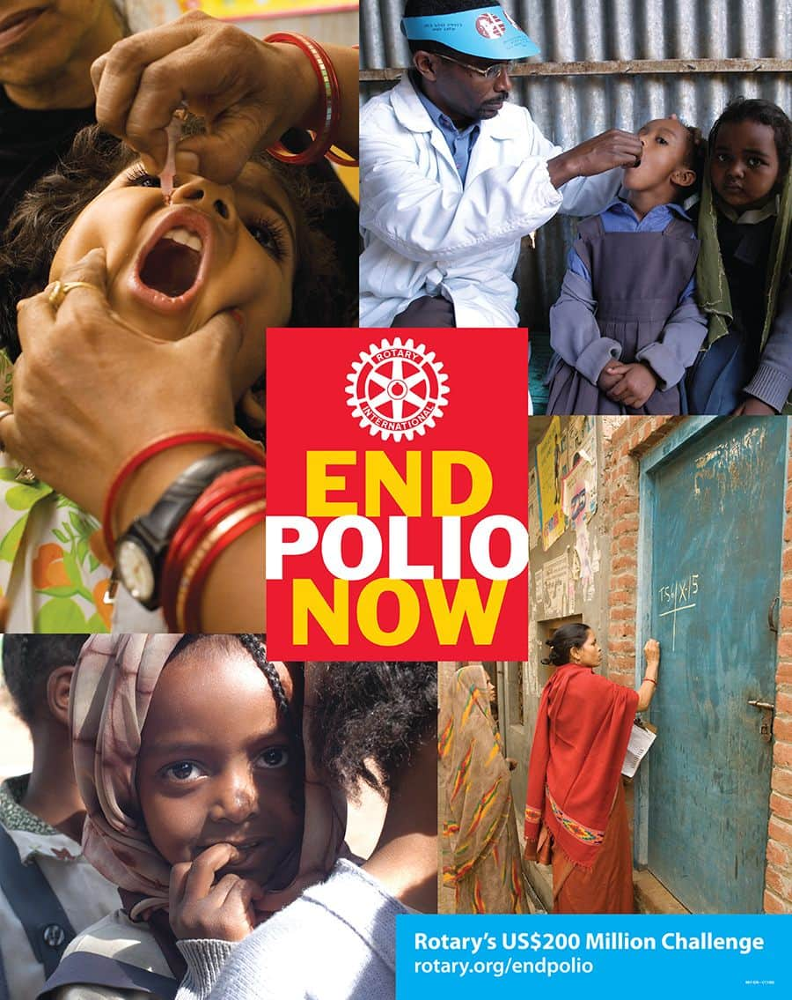 ROTARY
INTERNATIONAL
END
POLIO
NOW
Rotary's US$200 Million Challenge
rotary.org/endpolio